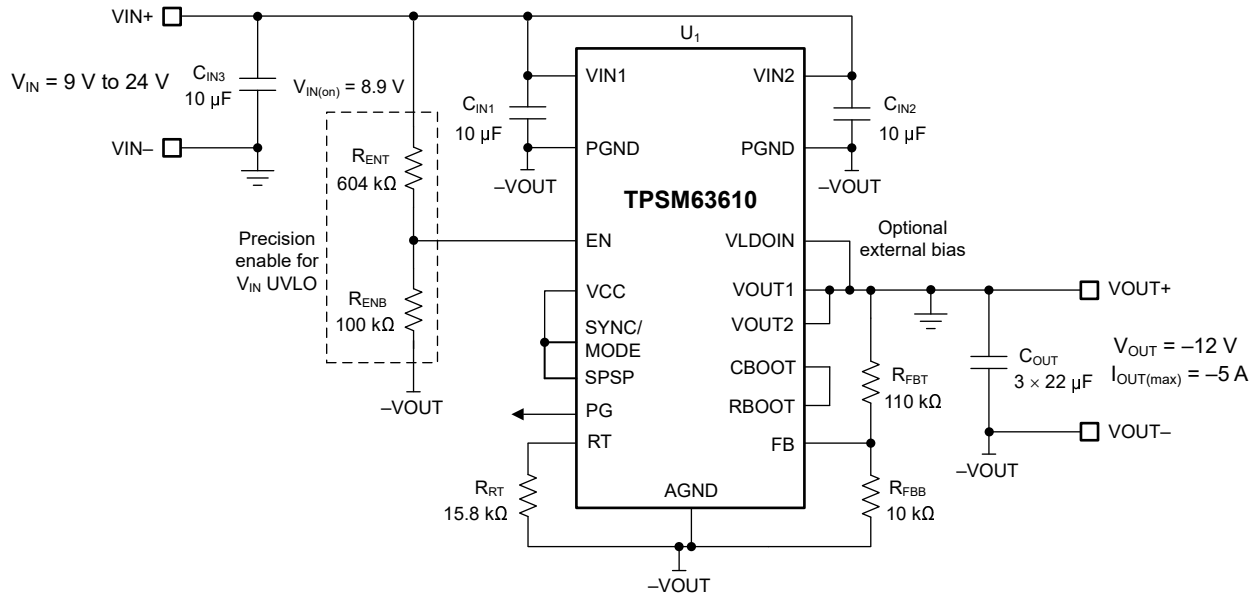 VIN+
U1
VIN1
VIN2
VIN = 9 V to 24 V
CIN3
10 µF
VIN(on) = 8.9 V
CIN1
10 µF
CIN2
10 µF
VIN–
PGND
PGND
–VOUT
–VOUT
RENT
604 kΩ
TPSM63610
Precision
enable for
VIN UVLO
EN
VLDOIN
Optional
external bias
RENB
100 kΩ
VCC
VOUT1
VOUT+
SYNC/
MODE
VOUT2
SPSP
CBOOT
RFBT
110 kΩ
COUT
3 × 22 µF
VOUT = –12 V
IOUT(max) = –5 A
–VOUT
PG
RBOOT
RT
FB
VOUT–
–VOUT
RRT
15.8 kΩ
AGND
RFBB
10 kΩ
–VOUT